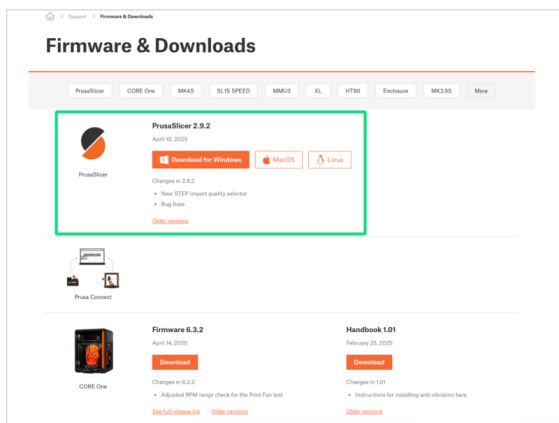 Support > Firmware & Downloads
Firmware & Downloads
PrusaSlicer
CORE One
MK4S
SL1S SPEED
MMU3
XL
HT90
Enclosure
MK3.9S
More
PrusaSlicer 2.9.2
April 10, 2025
Download for Windows
MacOS
Linux
PrusaSlicer
Changes in 2.9.2
• New STEP import quality selector
• Bug fixes
Older versions
Prusa Connect
Firmware 6.3.2
April 14, 2025
Download
CORE One
Changes in 6.3.2
• Adjusted RPM range check for the Print Fan test
See full release log
Older versions
Handbook 1.01
February 25, 2025
Download
Changes in 1.01
• Instructions for installing anti-vibration bars
Older versions